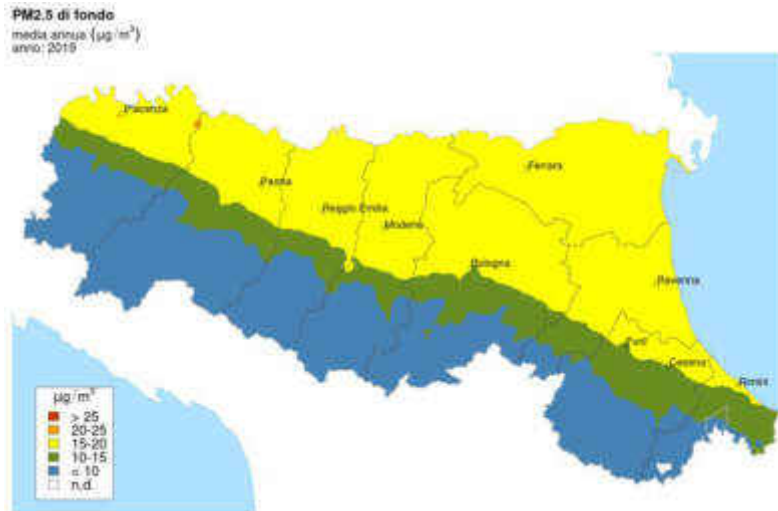 PM2.5 di fondo
media annua (µg/m³)
anno: 2019
Piacenza
Parma
Reggio Emilia
Modena
Ferrara
Bologna
Ravenna
Forlì
Cesena
Rimini
µg/m³
> 25
20-25
15-20
10-15
< 10
n.d.